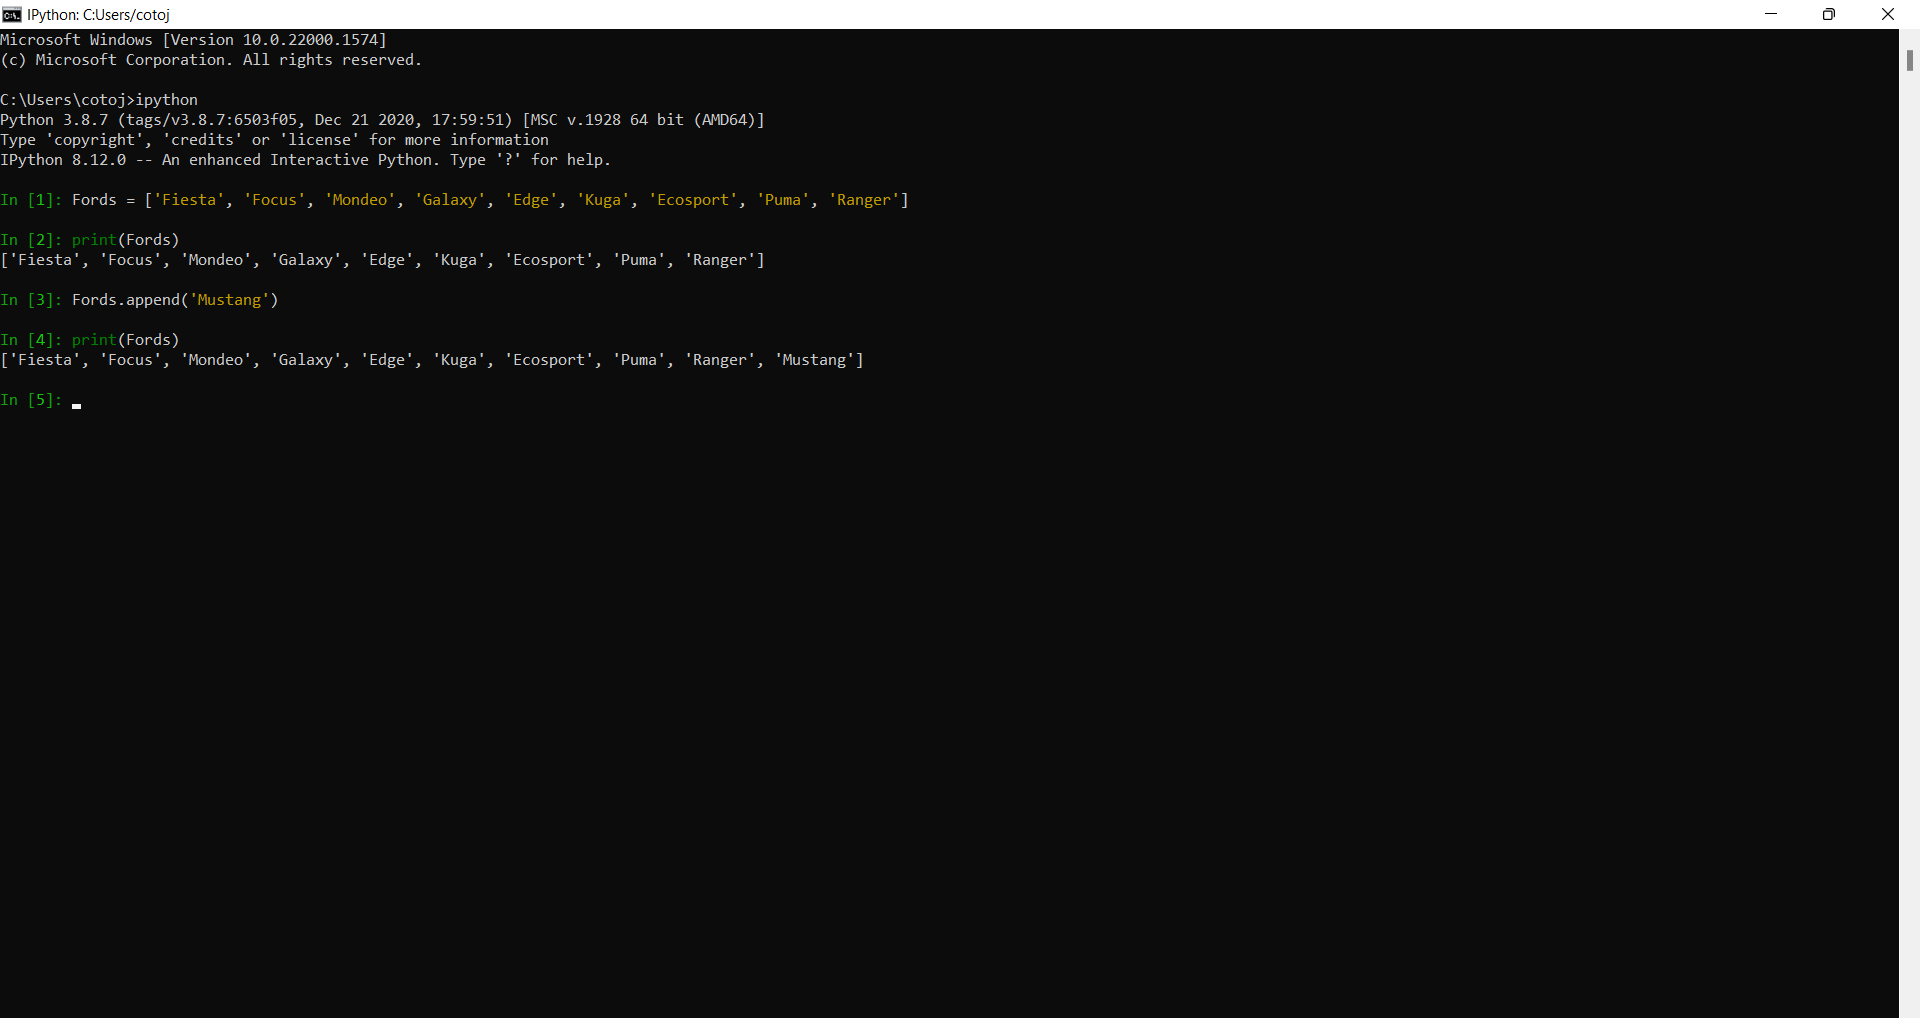 IPython: C:Users/cotoj
Microsoft Windows [Version 10.0.22000.1574]
(c) Microsoft Corporation. All rights reserved.
C:\Users\cotoj>ipython
Python 3.8.7 (tags/v3.8.7:6503f05, Dec 21 2020, 17:59:51) [MSC v.1928 64 bit (AMD64)]
Type 'copyright', 'credits' or 'license' for more information
IPython 8.12.0 -- An enhanced Interactive Python. Type '?' for help.
In [1]: Fords = ['Fiesta', 'Focus', 'Mondeo', 'Galaxy', 'Edge', 'Kuga', 'Ecosport', 'Puma', 'Ranger']
In [2]: print(Fords)
['Fiesta', 'Focus', 'Mondeo', 'Galaxy', 'Edge', 'Kuga', 'Ecosport', 'Puma', 'Ranger']
In [3]: Fords.append('Mustang')
In [4]: print(Fords)
['Fiesta', 'Focus', 'Mondeo', 'Galaxy', 'Edge', 'Kuga', 'Ecosport', 'Puma', 'Ranger', 'Mustang']
In [5]: